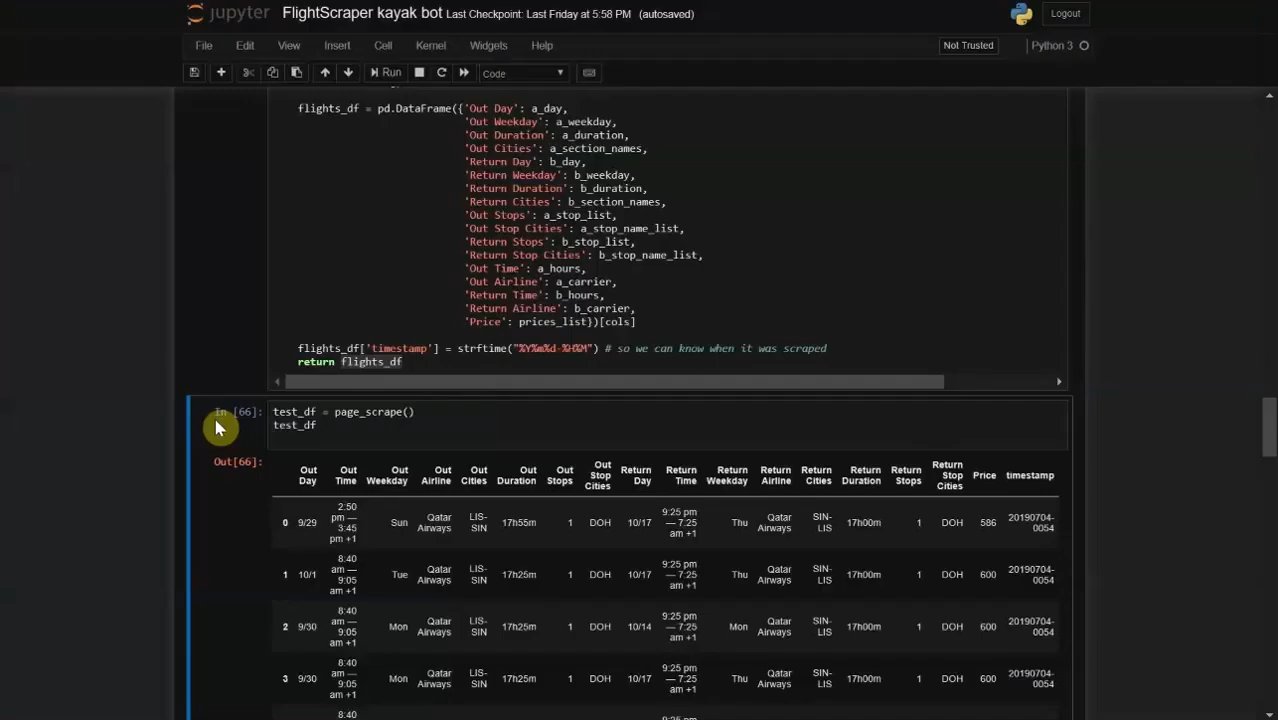 jupyter FlightScraper kayak bot Last Checkpoint: Last Friday at 5:58 PM (autosaved) Logout
File Edit View Insert Cell Kernel Widgets Help Not Trusted Python 3
Run Code
flights_df = pd.DataFrame({'Out Day': a_day,
'Out Weekday': a_weekday,
'Out Duration': a_duration,
'Out Cities': a_section_names,
'Return Day': b_day,
'Return Weekday': b_weekday,
'Return Duration': b_duration,
'Return Cities': b_section_names,
'Out Stops': a_stop_list,
'Out Stop Cities': a_stop_name_list,
'Return Stops': b_stop_list,
'Return Stop Cities': b_stop_name_list,
'Out Time': a_hours,
'Out Airline': a_carrier,
'Return Time': b_hours,
'Return Airline': b_carrier,
'Price': prices_list})[cols]
flights_df['timestamp'] = strftime("%Y%m%d-%H%M") # so we can know when it was scraped
return flights_df
In [66]: test_df = page_scrape()
test_df
Out[66]:
Out Day Out Time Out Weekday Out Airline Out Cities Out Duration Out Stops Out Stop Cities Return Day Return Time Return Weekday Return Airline Return Cities Return Duration Return Stops Return Stop Cities Price timestamp
0 9/29 2:50 pm — 3:45 pm +1 Sun Qatar Airways LIS-SIN 17h55m 1 DOH 10/17 9:25 pm — 7:25 am +1 Thu Qatar Airways SIN-LIS 17h00m 1 DOH 586 20190704-0054
1 10/1 8:40 am — 9:05 am +1 Tue Qatar Airways LIS-SIN 17h25m 1 DOH 10/17 9:25 pm — 7:25 am +1 Thu Qatar Airways SIN-LIS 17h00m 1 DOH 600 20190704-0054
2 9/30 8:40 am — 9:05 am +1 Mon Qatar Airways LIS-SIN 17h25m 1 DOH 10/14 9:25 pm — 7:25 am +1 Mon Qatar Airways SIN-LIS 17h00m 1 DOH 600 20190704-0054
3 9/30 8:40 am — 9:05 am +1 Mon Qatar Airways LIS-SIN 17h25m 1 DOH 10/17 9:25 pm — 7:25 am +1 Thu Qatar Airways SIN-LIS 17h00m 1 DOH 600 20190704-0054
8:40